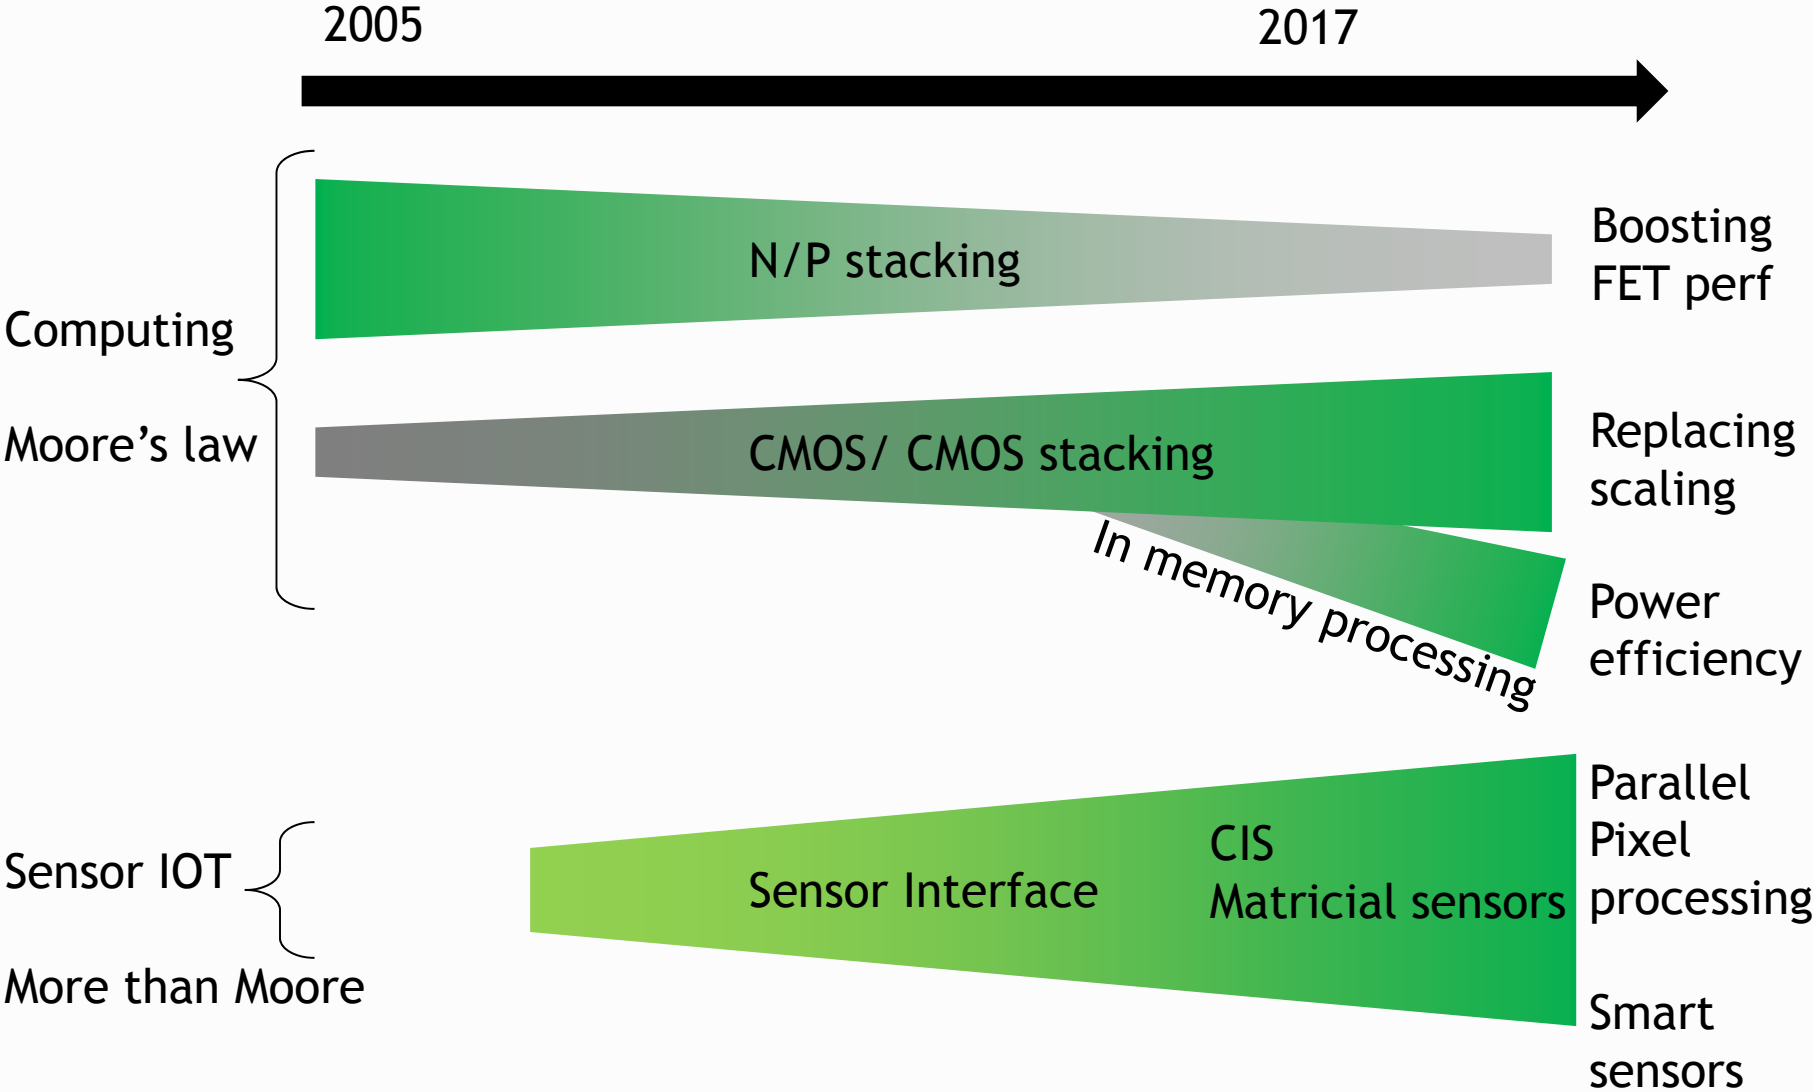 2005
2017
Computing
Moore’s law
N/P stacking
Boosting
FET perf
CMOS/ CMOS stacking
Replacing
scaling
In memory processing
Power
efficiency
Sensor IOT
More than Moore
Sensor Interface
CIS
Matricial sensors
Parallel
Pixel
processing
Smart
sensors